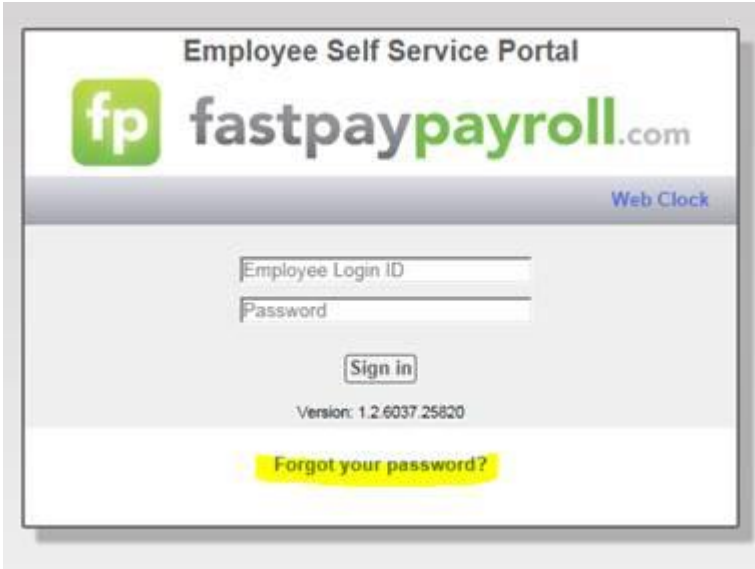 Employee Self Service Portal
fp fastpaypayroll.com
Web Clock
Employee Login ID
Password
Sign in
Version: 1.2.6037.25820
Forgot your password?